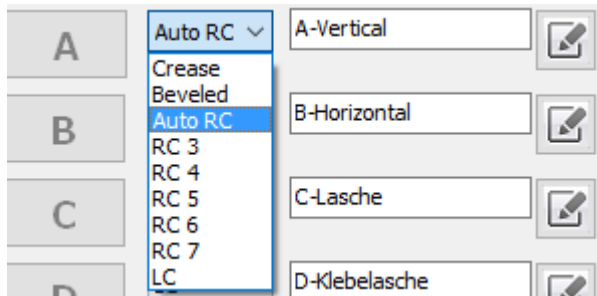 A
Auto RC
A-Vertical
Crease
Beveled
Auto RC
B
B-Horizontal
RC 3
RC 4
RC 5
C
C-Lasche
RC 6
RC 7
LC
D
D-Klebelasche